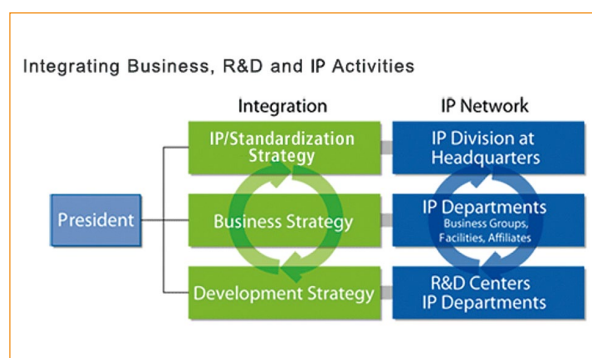 Integrating Business, R&D and IP Activities
Integration
IP Network
President
IP/Standardization
Strategy
IP Division at
Headquarters
Business Strategy
IP Departments
Business Groups,
Facilities, Affiliates
Development Strategy
R&D Centers
IP Departments